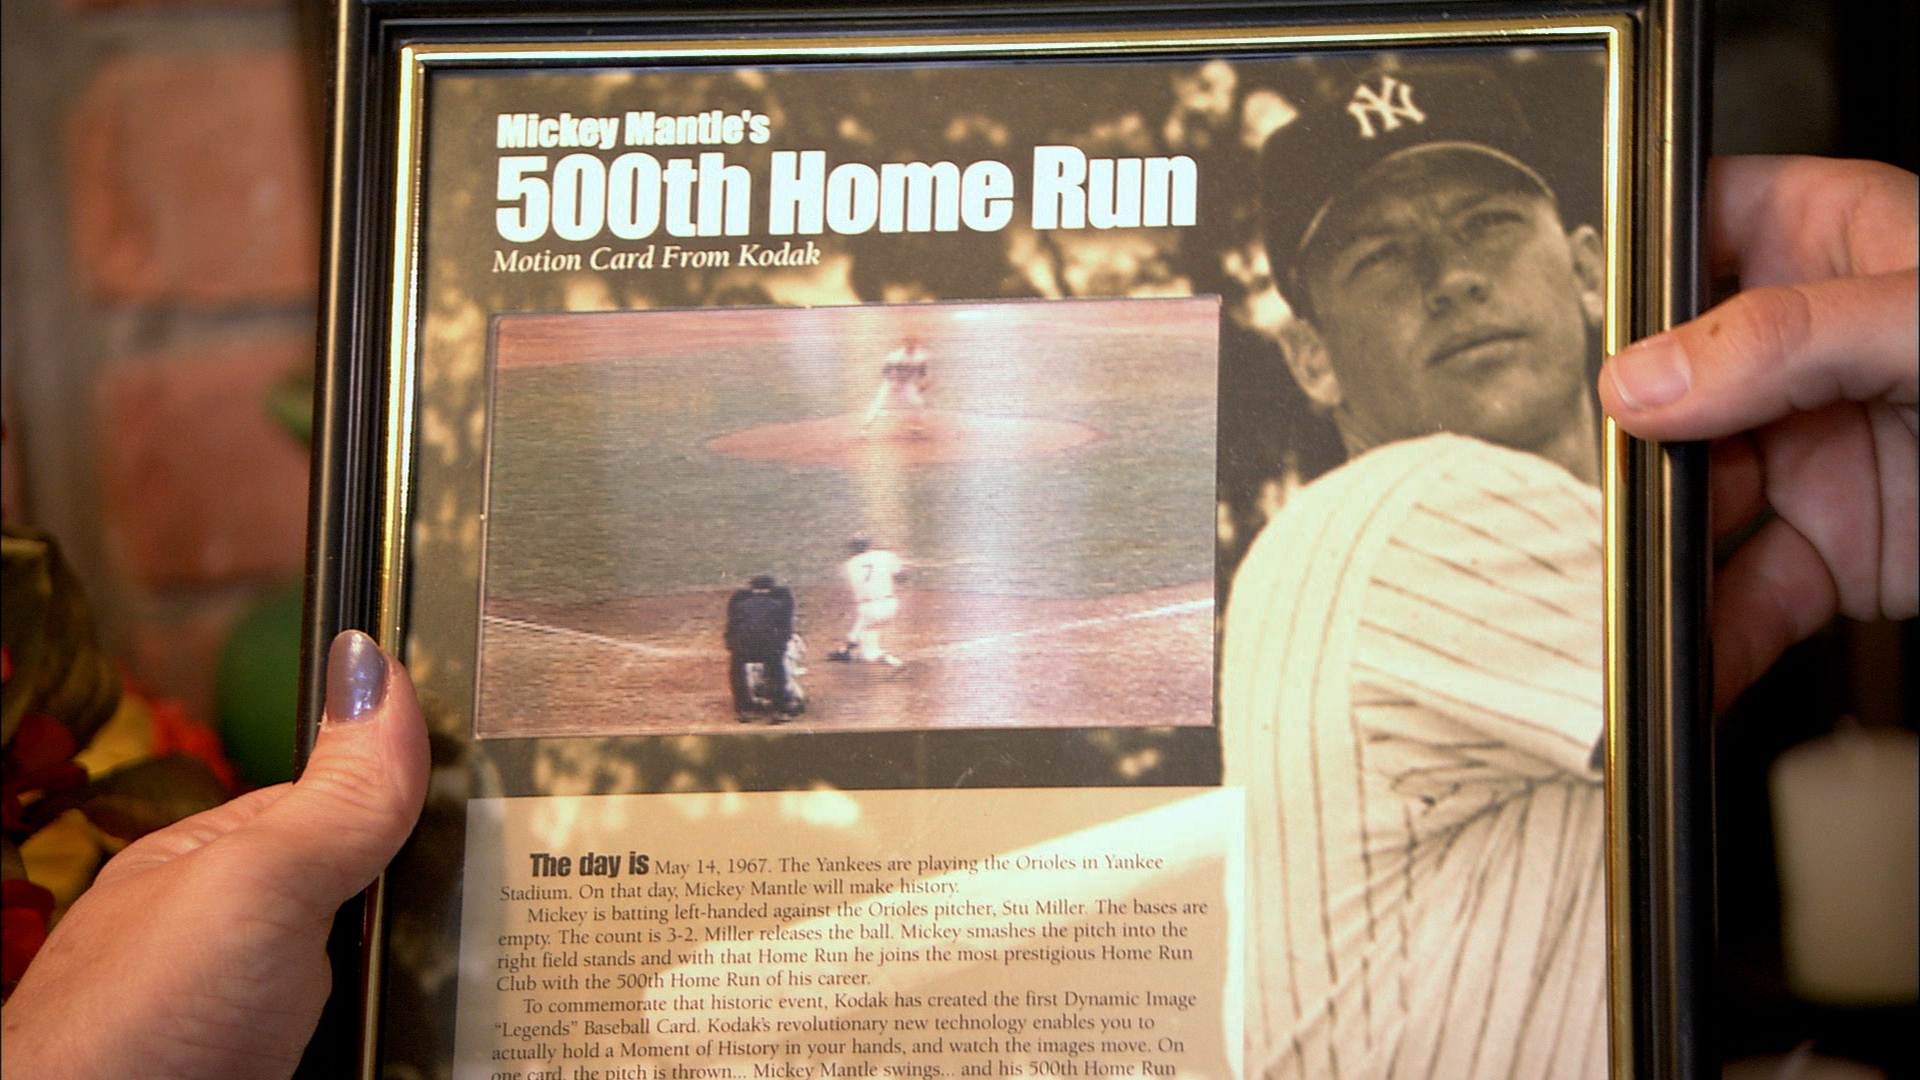 NY
Mickey Mantle's
500th Home Run
Motion Card From Kodak
7
The day is May 14, 1967. The Yankees are playing the Orioles in Yankee
Stadium. On that day, Mickey Mantle will make history.
Mickey is batting left-handed against the Orioles pitcher, Stu Miller. The bases are
empty. The count is 3-2. Miller releases the ball. Mickey smashes the pitch into the
right field stands and with that Home Run he joins the most prestigious Home Run
Club with the 500th Home Run of his career.
To commemorate that historic event, Kodak has created the first Dynamic Image
"Legends" Baseball Card. Kodak's revolutionary new technology enables you to
actually hold a Moment of History in your hands, and watch the images move. On
one card, the pitch is thrown... Mickey Mantle swings... and his 500th Home Run